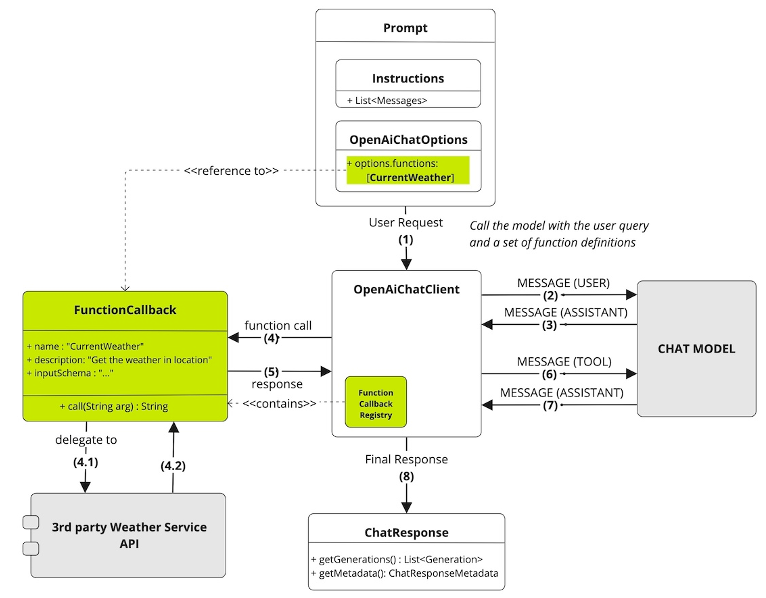 Prompt
Instructions
+ List<Messages>
OpenAiChatOptions
+ options.functions:
[CurrentWeather]
<<reference to>>
User Request
(1)
Call the model with the user query
and a set of function definitions
OpenAiChatClient
Function
Callback
Registry
FunctionCallback
+ name : "CurrentWeather"
+ description: "Get the weather in location"
+ inputSchema : "..."
+ call(String arg) : String
function call
(4)
(5)
response
<<contains>>
MESSAGE (USER)
(2)
MESSAGE (ASSISTANT)
(3)
MESSAGE (TOOL)
(6)
MESSAGE (ASSISTANT)
(7)
CHAT MODEL
delegate to
(4.1)
(4.2)
3rd party Weather Service
API
Final Response
(8)
ChatResponse
+ getGenerations() : List<Generation>
+ getMetadata(): ChatResponseMetadata